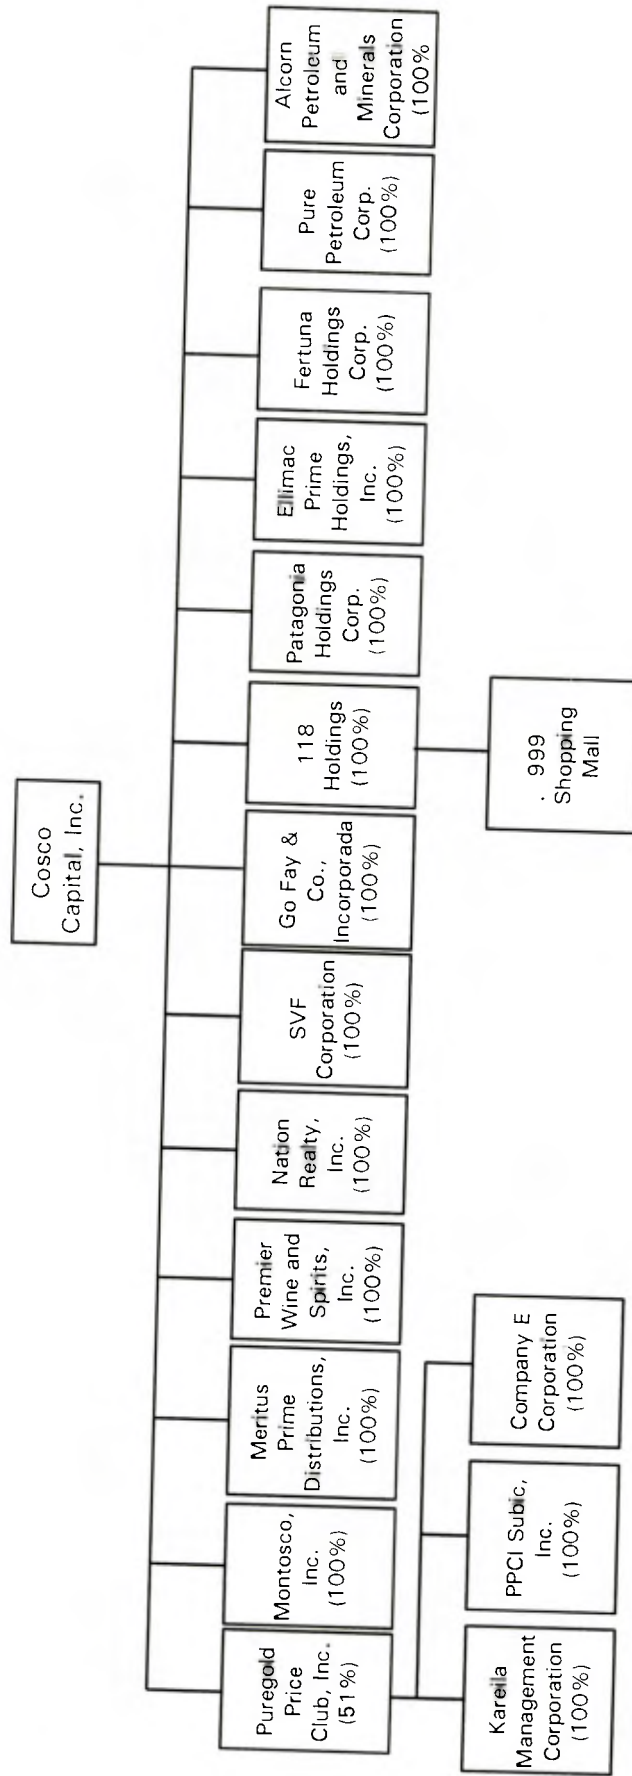 Cosco
Capital, Inc.
Puregold
Price
Club, Inc.
(51%)
Montosco,
Inc.
(100%)
Meritus
Prime
Distributions,
Inc.
(100%)
Premier
Wine and
Spirits,
Inc.
(100%)
Nation
Realty,
Inc.
(100%)
SVF
Corporation
(100%)
Go Fay &
Co.,
Incorporada
(100%)
118
Holdings
(100%)
Patagonia
Holdings
Corp.
(100%)
Ellimac
Prime
Holdings,
Inc.
(100%)
Fertuna
Holdings
Corp.
(100%)
Pure
Petroleum
Corp.
(100%)
Alcorn
Petroleum
and
Minerals
Corporation
(100%
Kareila
Management
Corporation
(100%)
PPCI Subic,
Inc.
(100%)
Company E
Corporation
(100%)
999
Shopping
Mall